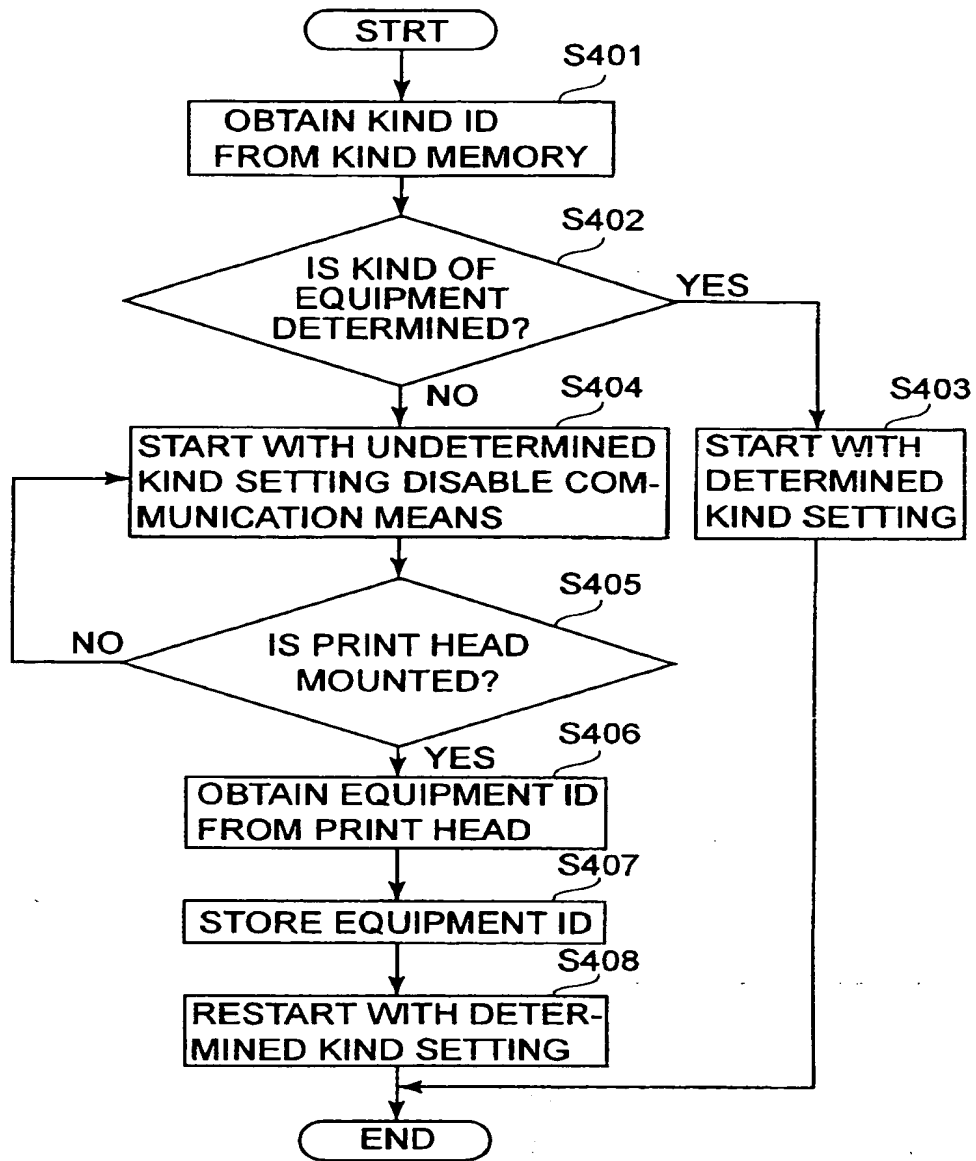 STRT
S401
OBTAIN KIND ID
FROM KIND MEMORY
S402
IS KIND OF
EQUIPMENT
DETERMINED?
YES
NO
S404
START WITH UNDETERMINED
KIND SETTING DISABLE COM-
MUNICATION MEANS
S403
START WITH
DETERMINED
KIND SETTING
S405
IS PRINT HEAD
MOUNTED?
NO
YES
S406
OBTAIN EQUIPMENT ID
FROM PRINT HEAD
S407
STORE EQUIPMENT ID
S408
RESTART WITH DETER-
MINED KIND SETTING
END